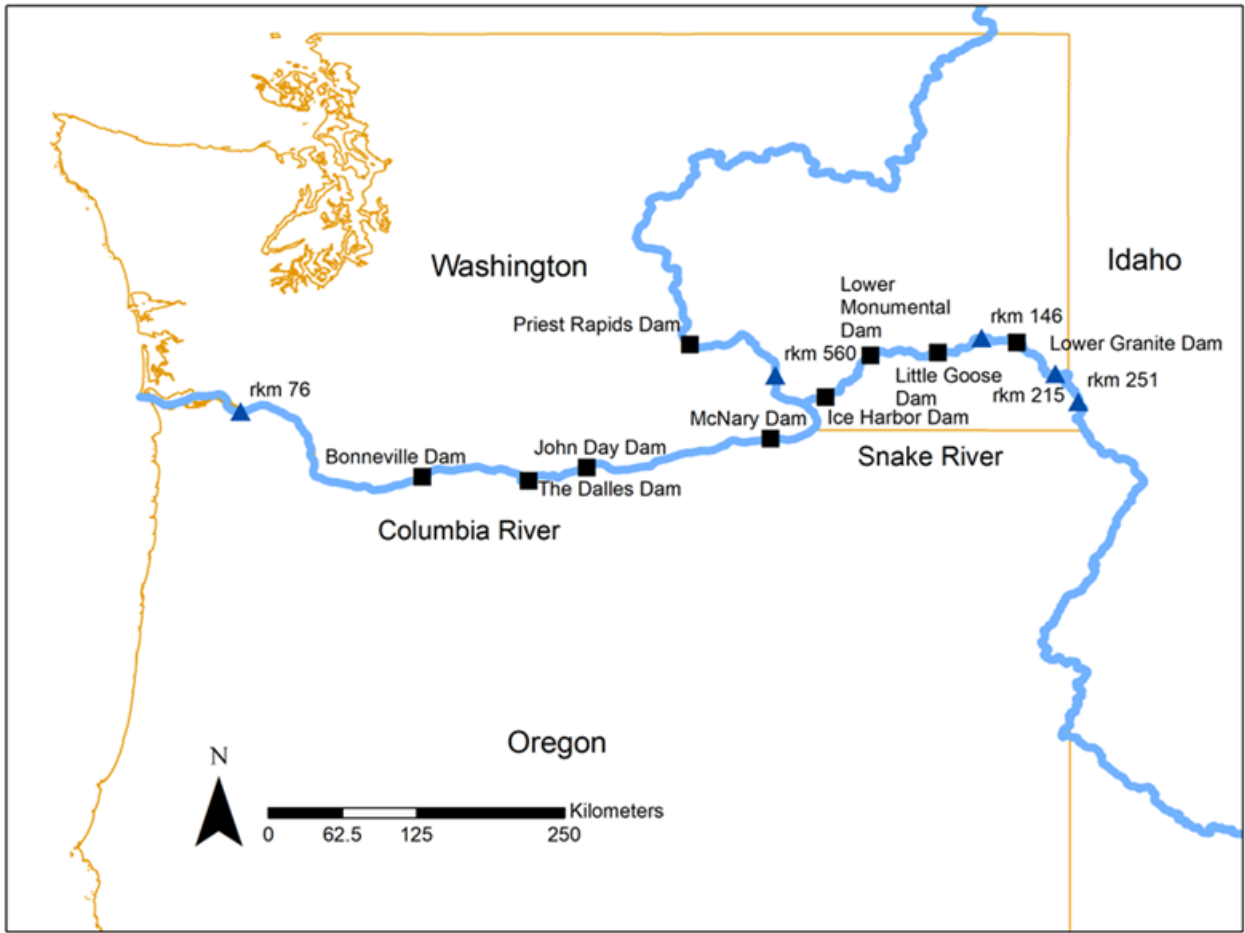 Washington
Idaho
Lower
Monumental
Dam
rkm 146
Priest Rapids Dam
rkm 560
Lower Granite Dam
Little Goose
Dam
rkm 215
rkm 251
rkm 76
McNary Dam
Ice Harbor Dam
Bonneville Dam
John Day Dam
The Dalles Dam
Snake River
Columbia River
Oregon
N
Kilometers
0 62.5 125 250